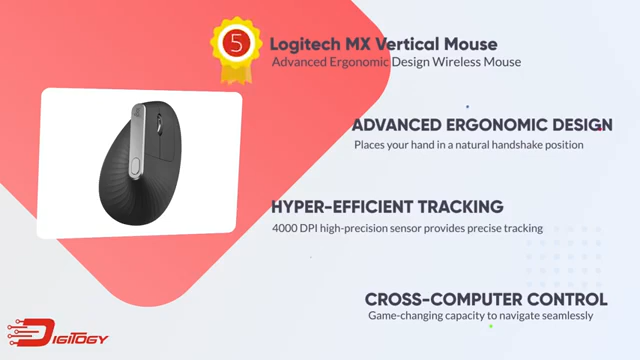 5
Logitech MX Vertical Mouse
Advanced Ergonomic Design Wireless Mouse
ADVANCED ERGONOMIC DESIGN
Places your hand in a natural handshake position
HYPER-EFFICIENT TRACKING
4000 DPI high-precision sensor provides precise tracking
CROSS-COMPUTER CONTROL
Game-changing capacity to navigate seamlessly
DIGITOGY